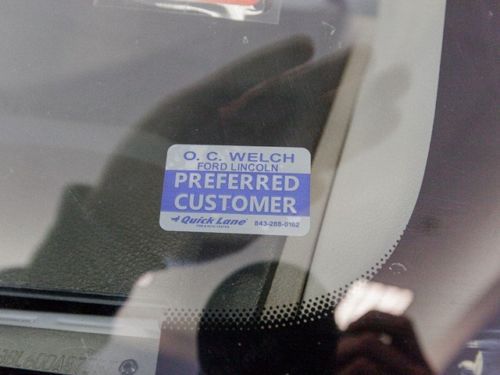 O. C. WELCH
FORD LINCOLN
PREFERRED
CUSTOMER
Quick Lane
843-288-0162